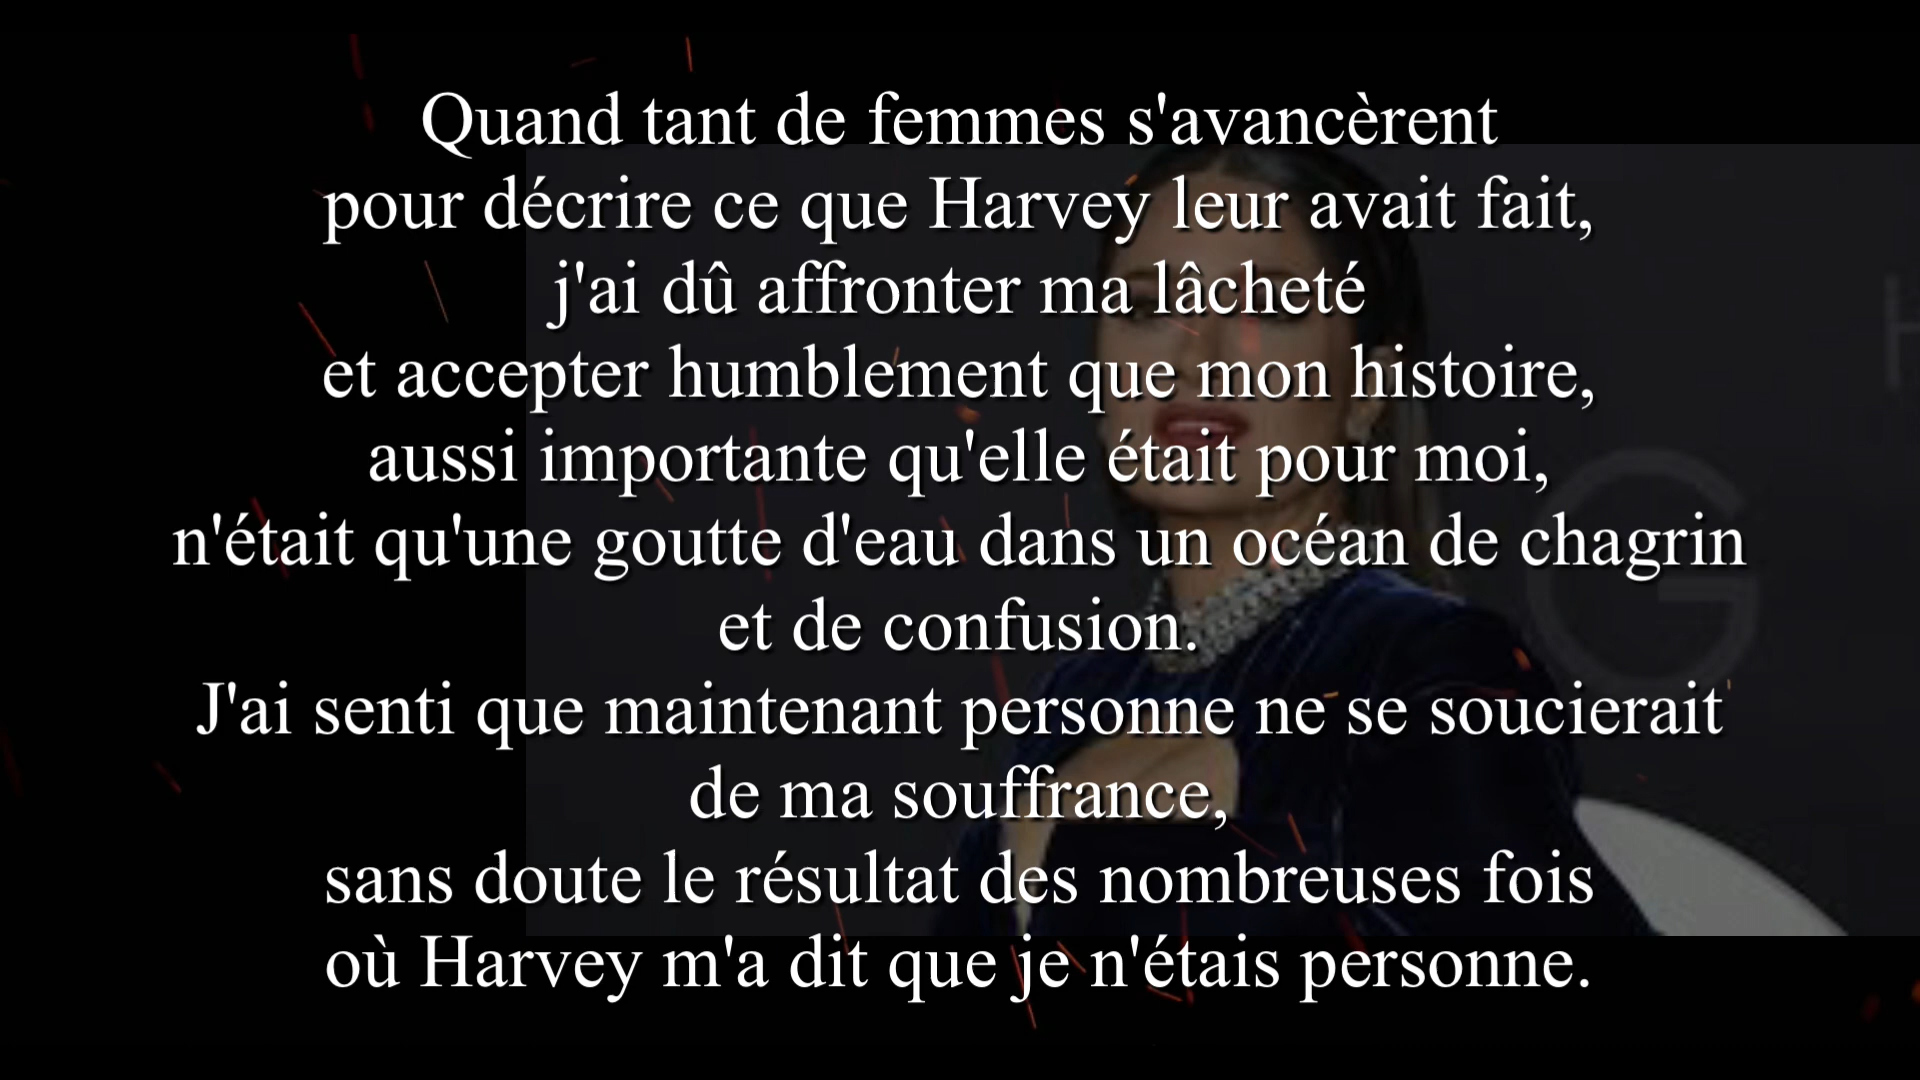 Quand tant de femmes s'avancèrent
pour décrire ce que Harvey leur avait fait,
j'ai dû affronter ma lâcheté
et accepter humblement que mon histoire,
aussi importante qu'elle était pour moi,
n'était qu'une goutte d'eau dans un océan de chagrin
et de confusion.
J'ai senti que maintenant personne ne se soucierait
de ma souffrance,
sans doute le résultat des nombreuses fois
où Harvey m'a dit que je n'étais personne.
H
G